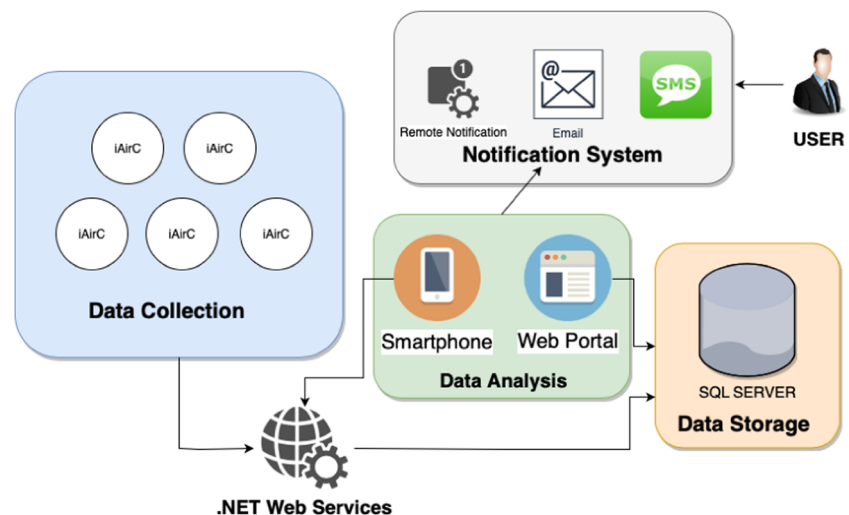 iAirC
iAirC
iAirC
iAirC
iAirC
Data Collection
1
Remote Notification
@
Email
SMS
Notification System
USER
Smartphone
Web Portal
Data Analysis
SQL SERVER
Data Storage
.NET Web Services